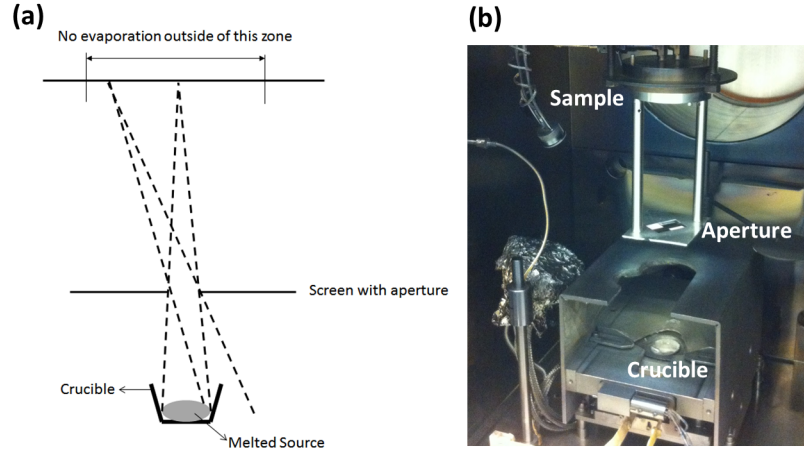 (a)
No evaporation outside of this zone
Screen with aperture
Crucible
Melted Source
(b)
Sample
Aperture
Crucible